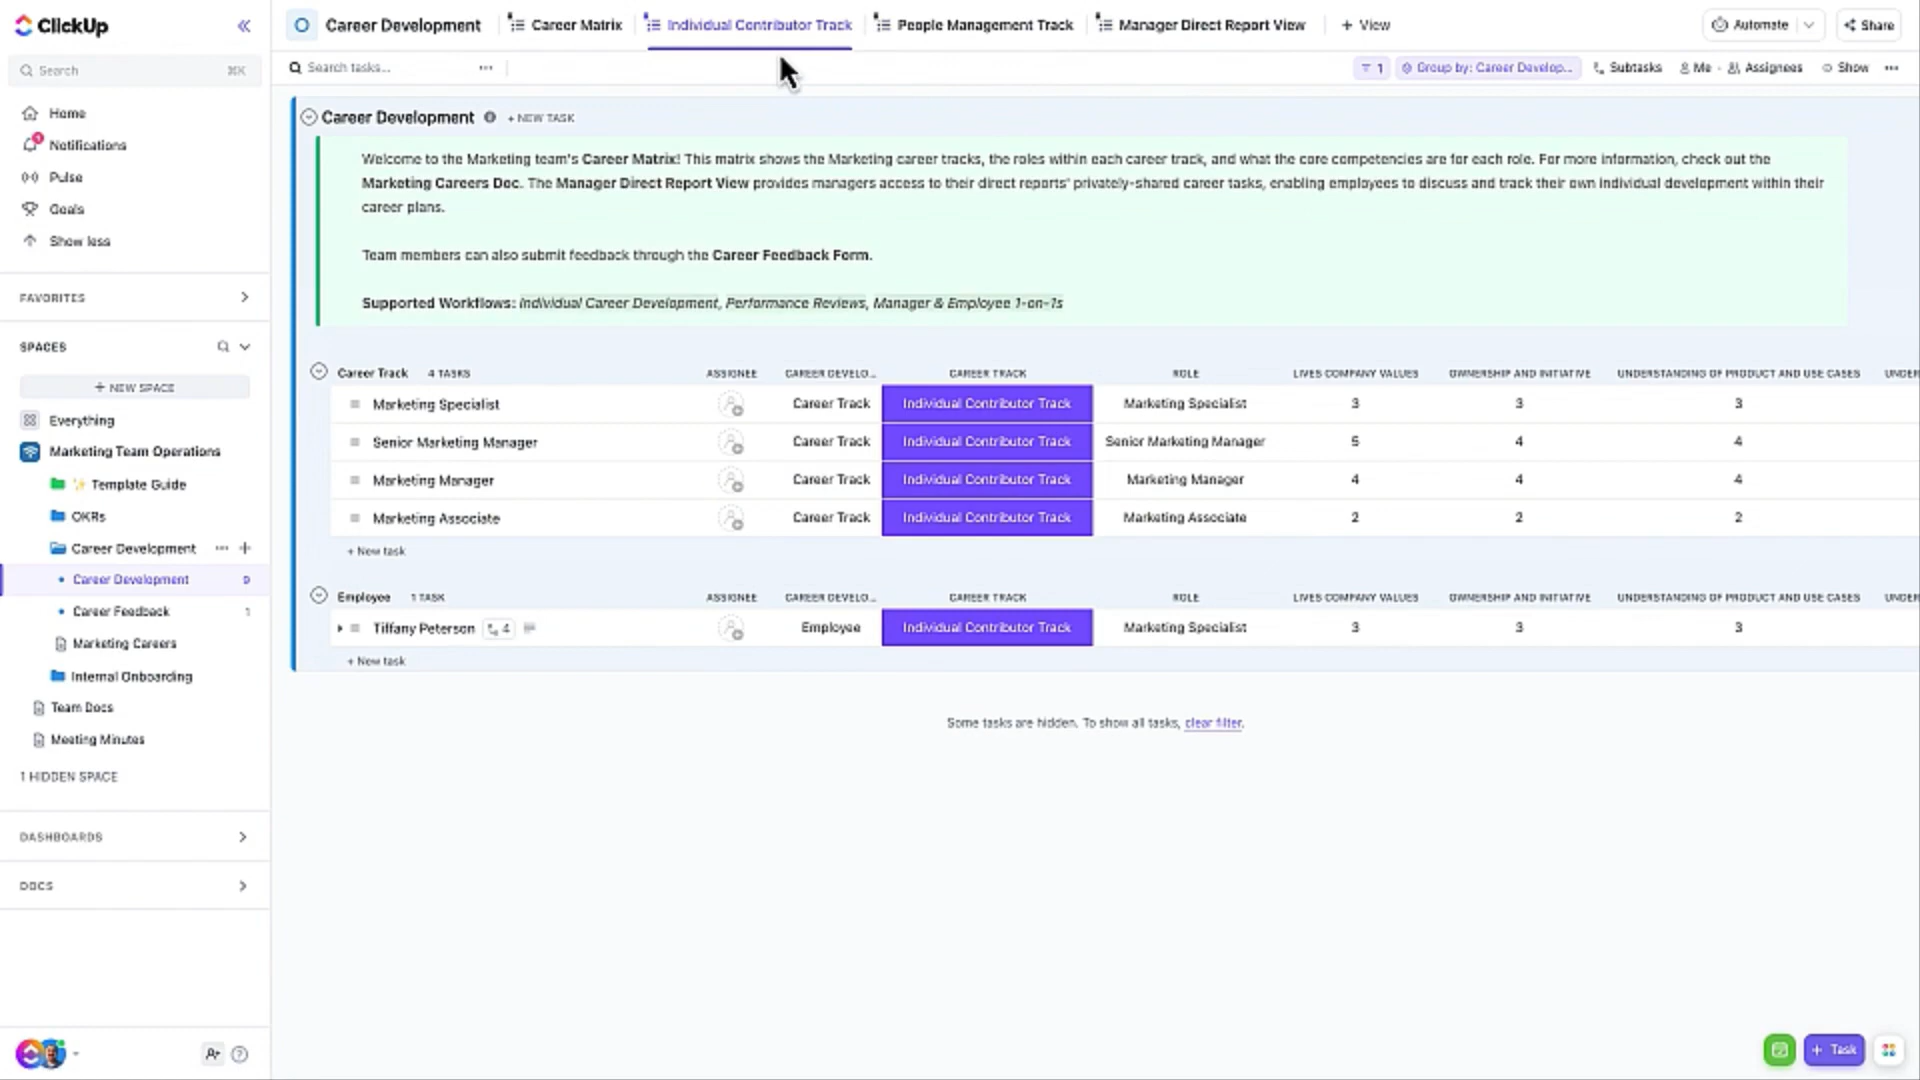 ClickUp
Search ⌘K
Home
Notifications
Pulse
Goals
Show less
FAVORITES
SPACES
+ NEW SPACE
Everything
Marketing Team Operations
✨ Template Guide
OKRs
Career Development ··· +
Career Development 9
Career Feedback 1
Marketing Careers
Internal Onboarding
Team Docs
Meeting Minutes
1 HIDDEN SPACE
DASHBOARDS
DOCS
Career Development Career Matrix Individual Contributor Track People Management Track Manager Direct Report View + View Automate Share
Search tasks... ··· 1 Group by: Career Develop... Subtasks Me · Assignees Show ···
Career Development + NEW TASK
Welcome to the Marketing team's Career Matrix! This matrix shows the Marketing career tracks, the roles within each career track, and what the core competencies are for each role. For more information, check out the
Marketing Careers Doc. The Manager Direct Report View provides managers access to their direct reports' privately-shared career tasks, enabling employees to discuss and track their own individual development within their
career plans.
Team members can also submit feedback through the Career Feedback Form.
Supported Workflows: Individual Career Development, Performance Reviews, Manager & Employee 1-on-1s
Career Track 4 TASKS ASSIGNEE CAREER DEVELO... CAREER TRACK ROLE LIVES COMPANY VALUES OWNERSHIP AND INITIATIVE UNDERSTANDING OF PRODUCT AND USE CASES UNDER
Marketing Specialist Career Track Individual Contributor Track Marketing Specialist 3 3 3
Senior Marketing Manager Career Track Individual Contributor Track Senior Marketing Manager 5 4 4
Marketing Manager Career Track Individual Contributor Track Marketing Manager 4 4 4
Marketing Associate Career Track Individual Contributor Track Marketing Associate 2 2 2
+ New task
Employee 1 TASK ASSIGNEE CAREER DEVELO... CAREER TRACK ROLE LIVES COMPANY VALUES OWNERSHIP AND INITIATIVE UNDERSTANDING OF PRODUCT AND USE CASES UNDER
Tiffany Peterson 4 Employee Individual Contributor Track Marketing Specialist 3 3 3
+ New task
Some tasks are hidden. To show all tasks, clear filter.
+ Task